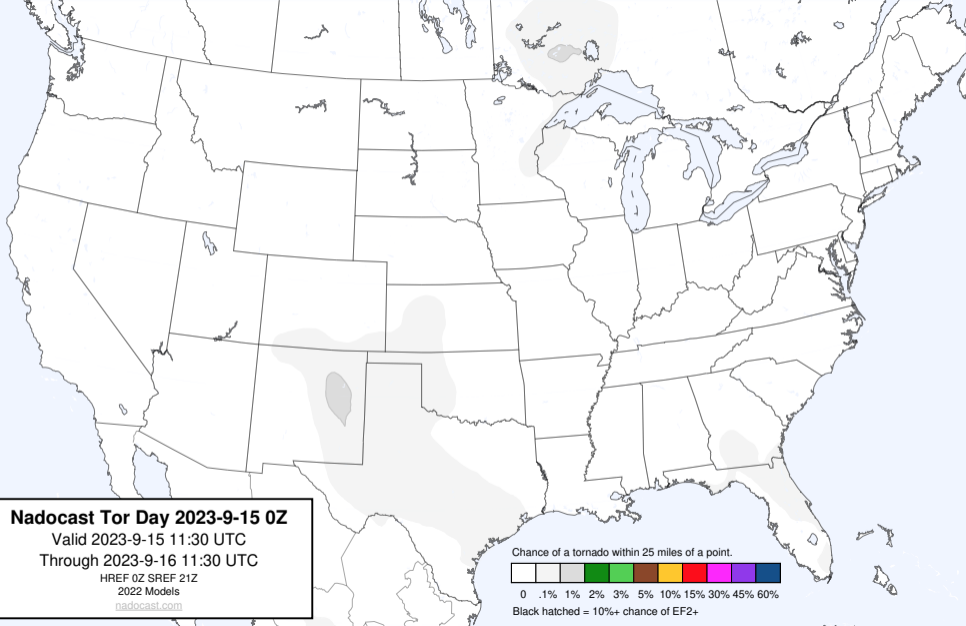 Nadocast Tor Day 2023-9-15 0Z
Valid 2023-9-15 11:30 UTC
Through 2023-9-16 11:30 UTC
HREF 0Z SREF 21Z
2022 Models
nadocast.com
Chance of a tornado within 25 miles of a point.
0 .1% 1% 2% 3% 5% 10% 15% 30% 45% 60%
Black hatched = 10%+ chance of EF2+